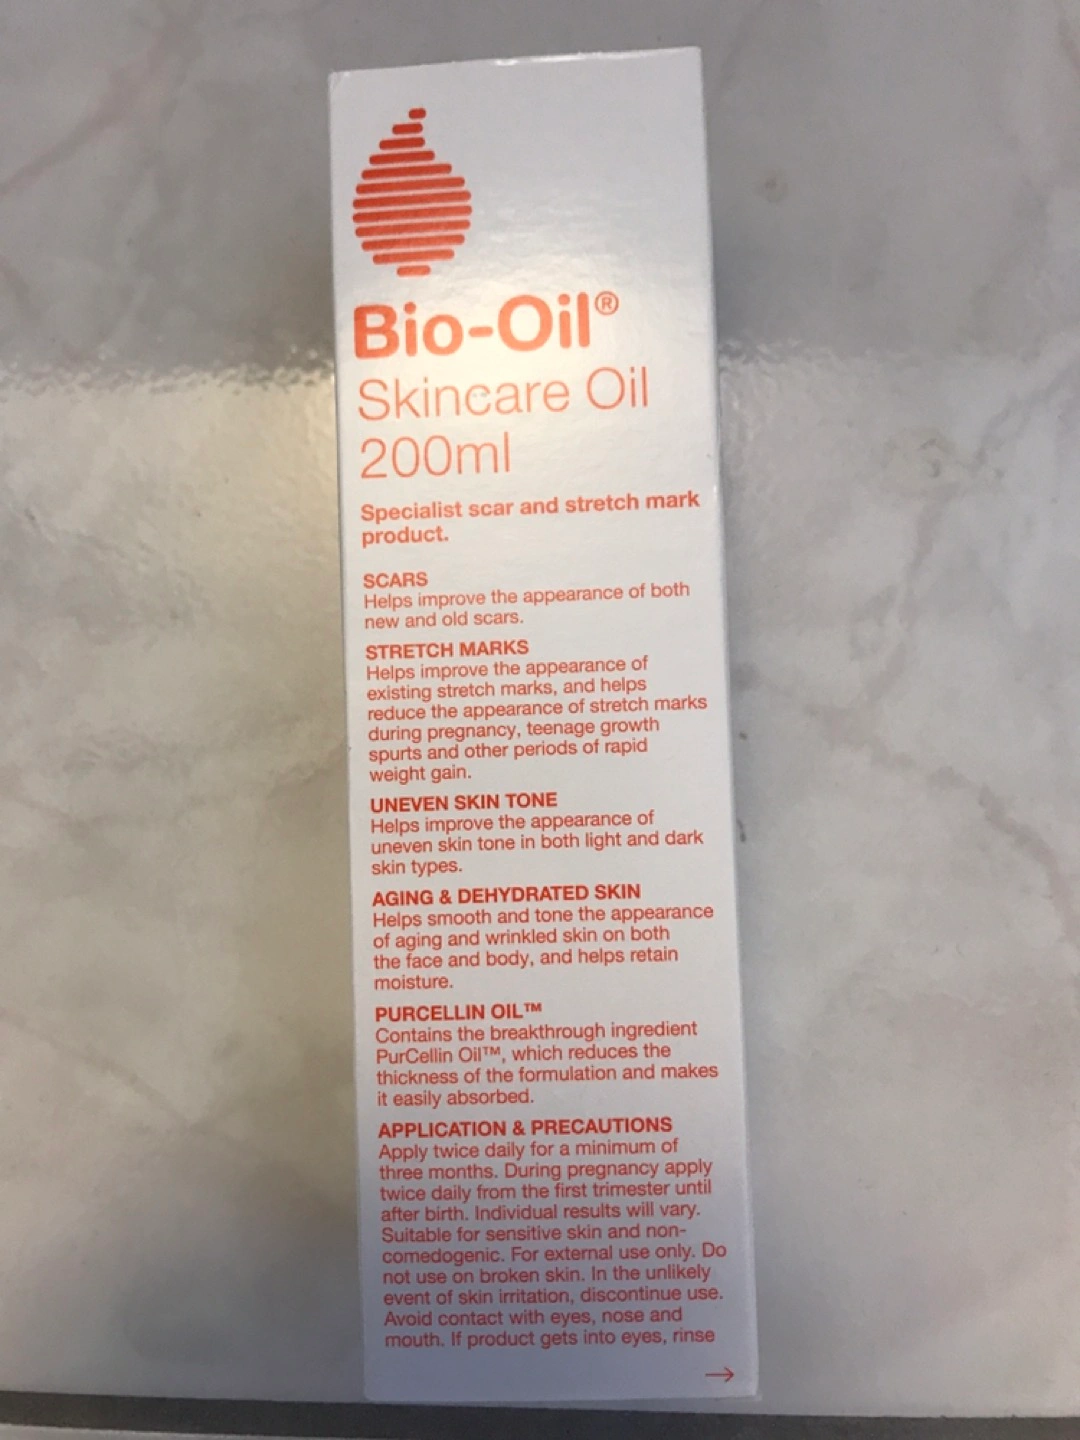 Bio-Oil®
Skincare Oil
200ml
Specialist scar and stretch mark
product.
SCARS
Helps improve the appearance of both
new and old scars.
STRETCH MARKS
Helps improve the appearance of
existing stretch marks, and helps
reduce the appearance of stretch marks
during pregnancy, teenage growth
spurts and other periods of rapid
weight gain.
UNEVEN SKIN TONE
Helps improve the appearance of
uneven skin tone in both light and dark
skin types.
AGING & DEHYDRATED SKIN
Helps smooth and tone the appearance
of aging and wrinkled skin on both
the face and body, and helps retain
moisture.
PURCELLIN OIL™
Contains the breakthrough ingredient
PurCellin Oil™, which reduces the
thickness of the formulation and makes
it easily absorbed.
APPLICATION & PRECAUTIONS
Apply twice daily for a minimum of
three months. During pregnancy apply
twice daily from the first trimester until
after birth. Individual results will vary.
Suitable for sensitive skin and non-
comedogenic. For external use only. Do
not use on broken skin. In the unlikely
event of skin irritation, discontinue use.
Avoid contact with eyes, nose and
mouth. If product gets into eyes, rinse
→